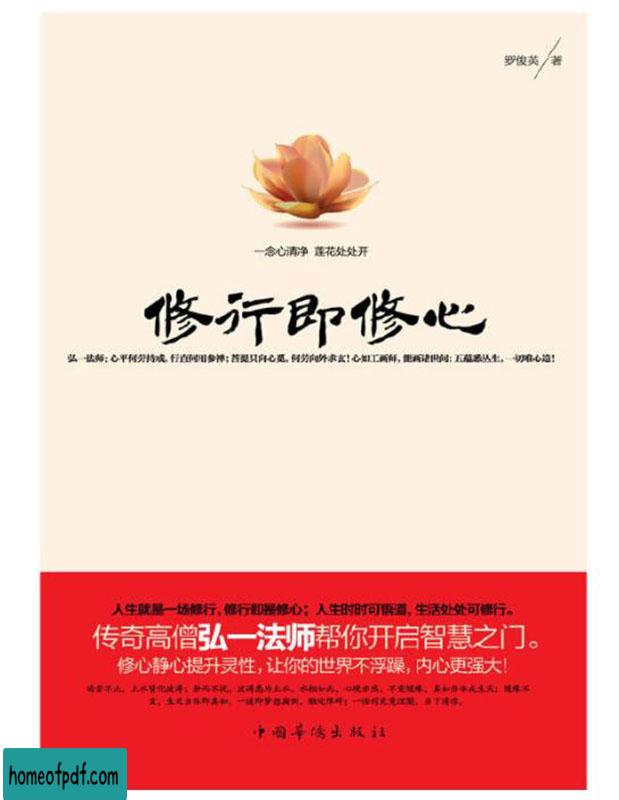 罗俊英/著
一念心清净 莲花处处开
修行即修心
弘一法师:心平何劳持戒,行直何用参禅;菩提只向心觅,何劳向外求玄!心如工画师,能画诸世间;五蕴悉丛生,一切唯心造!
人生就是一场修行,修行即是修心;人生时时可悟道,生活处处可修行。
传奇高僧弘一法师帮你开启智慧之门。
修心静心提升灵性,让你的世界不浮躁,内心更强大!
中国华侨出版社
homeofpdf.com